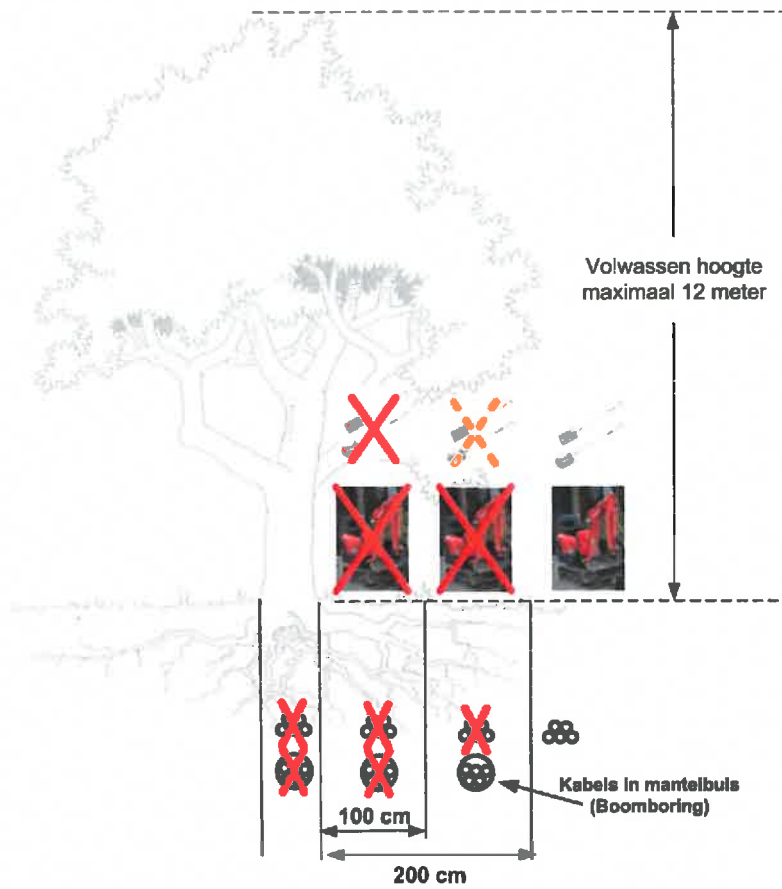 Volwassen hoogte
maximaal 12 meter
Kabels in mantelbuis
(Boomboring)
100 cm
200 cm